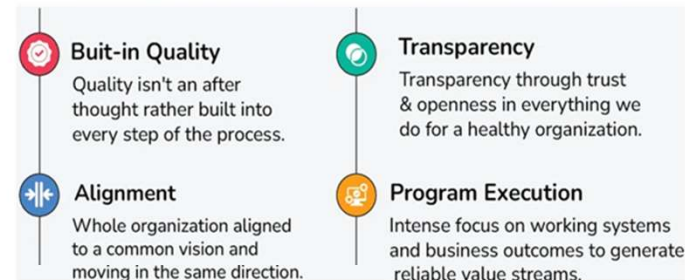 Buit-in Quality
Quality isn't an after
thought rather built into
every step of the process.
Transparency
Transparency through trust
& openness in everything we
do for a healthy organization.
Alignment
Whole organization aligned
to a common vision and
moving in the same direction.
Program Execution
Intense focus on working systems
and business outcomes to generate
reliable value streams.